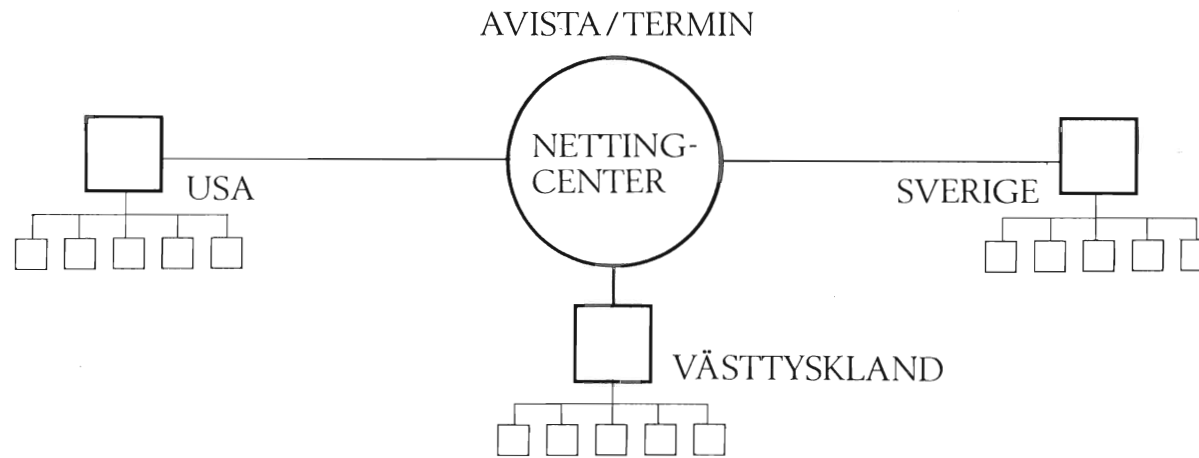 AVISTA/TERMIN
NETTING-
CENTER
USA
SVERIGE
VÄSTTYSKLAND